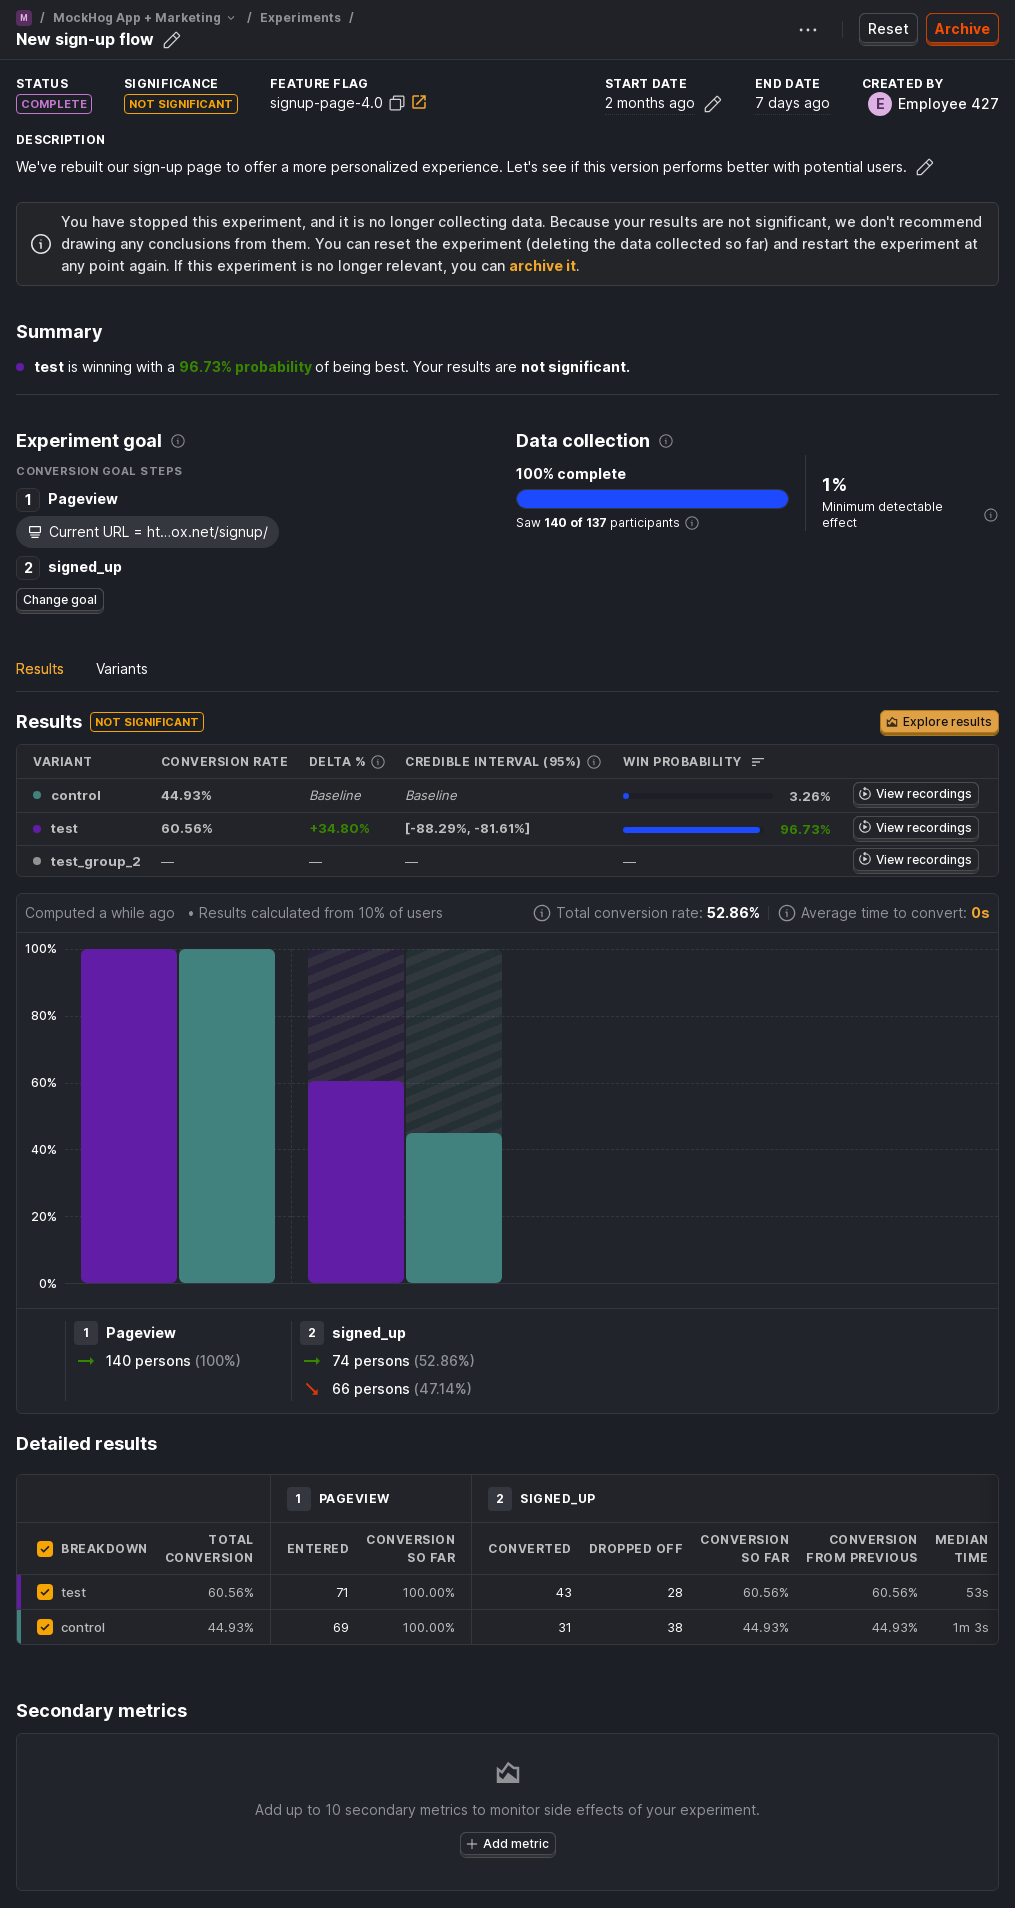 M / MockHog App + Marketing / Experiments /
New sign-up flow
Reset
Archive
STATUS
COMPLETE
SIGNIFICANCE
NOT SIGNIFICANT
FEATURE FLAG
signup-page-4.0
START DATE
2 months ago
END DATE
7 days ago
CREATED BY
E Employee 427
DESCRIPTION
We've rebuilt our sign-up page to offer a more personalized experience. Let's see if this version performs better with potential users.
You have stopped this experiment, and it is no longer collecting data. Because your results are not significant, we don't recommend
drawing any conclusions from them. You can reset the experiment (deleting the data collected so far) and restart the experiment at
any point again. If this experiment is no longer relevant, you can archive it.
Summary
test is winning with a 96.73% probability of being best. Your results are not significant.
Experiment goal
CONVERSION GOAL STEPS
1 Pageview
Current URL = ht...ox.net/signup/
2 signed_up
Change goal
Data collection
100% complete
Saw 140 of 137 participants
1%
Minimum detectable
effect
Results Variants
Results NOT SIGNIFICANT
Explore results
VARIANT CONVERSION RATE DELTA % CREDIBLE INTERVAL (95%) WIN PROBABILITY
control 44.93% Baseline Baseline 3.26% View recordings
test 60.56% +34.80% [-88.29%, -81.61%] 96.73% View recordings
test_group_2 — — — — View recordings
Computed a while ago • Results calculated from 10% of users
Total conversion rate: 52.86% Average time to convert: 0s
100%
80%
60%
40%
20%
0%
1 Pageview
140 persons (100%)
2 signed_up
74 persons (52.86%)
66 persons (47.14%)
Detailed results
1 PAGEVIEW 2 SIGNED_UP
BREAKDOWN
TOTAL
CONVERSION
ENTERED
CONVERSION
SO FAR
CONVERTED
DROPPED OFF
CONVERSION
SO FAR
CONVERSION
FROM PREVIOUS
MEDIAN
TIME
test 60.56% 71 100.00% 43 28 60.56% 60.56% 53s
control 44.93% 69 100.00% 31 38 44.93% 44.93% 1m 3s
Secondary metrics
Add up to 10 secondary metrics to monitor side effects of your experiment.
+ Add metric